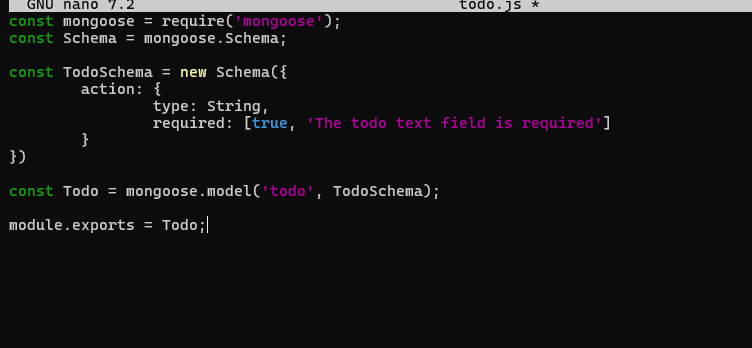 GNU nano 7.2 todo.js *
const mongoose = require('mongoose');
const Schema = mongoose.Schema;
const TodoSchema = new Schema({
action: {
type: String,
required: [true, 'The todo text field is required']
}
})
const Todo = mongoose.model('todo', TodoSchema);
module.exports = Todo;